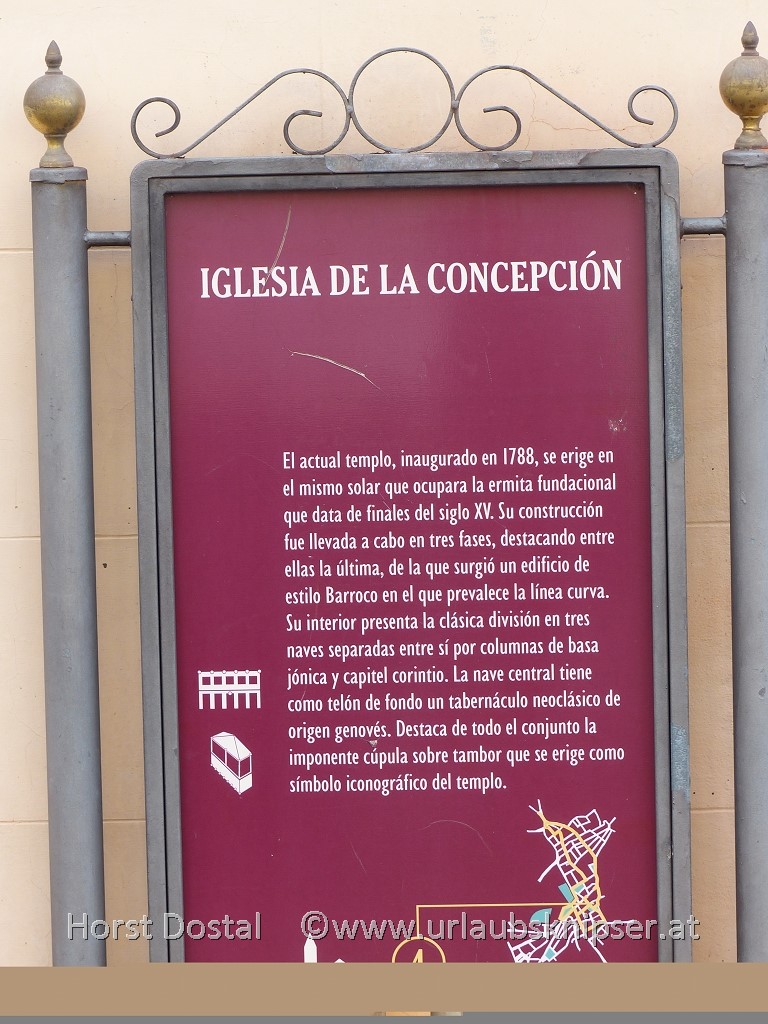 IGLESIA DE LA CONCEPCIÓN
El actual templo, inaugurado en 1788, se erige en
el mismo solar que ocupara la ermita fundacional
que data de finales del siglo XV. Su construcción
fue llevada a cabo en tres fases, destacando entre
ellas la última, de la que surgió un edificio de
estilo Barroco en el que prevalece la línea curva.
Su interior presenta la clásica división en tres
naves separadas entre sí por columnas de basa
jónica y capitel corintio. La nave central tiene
como telón de fondo un tabernáculo neoclásico de
origen genovés. Destaca de todo el conjunto la
imponente cúpula sobre tambor que se erige como
símbolo iconográfico del templo.
Horst Dostal ©www.urlaubsknipser.at